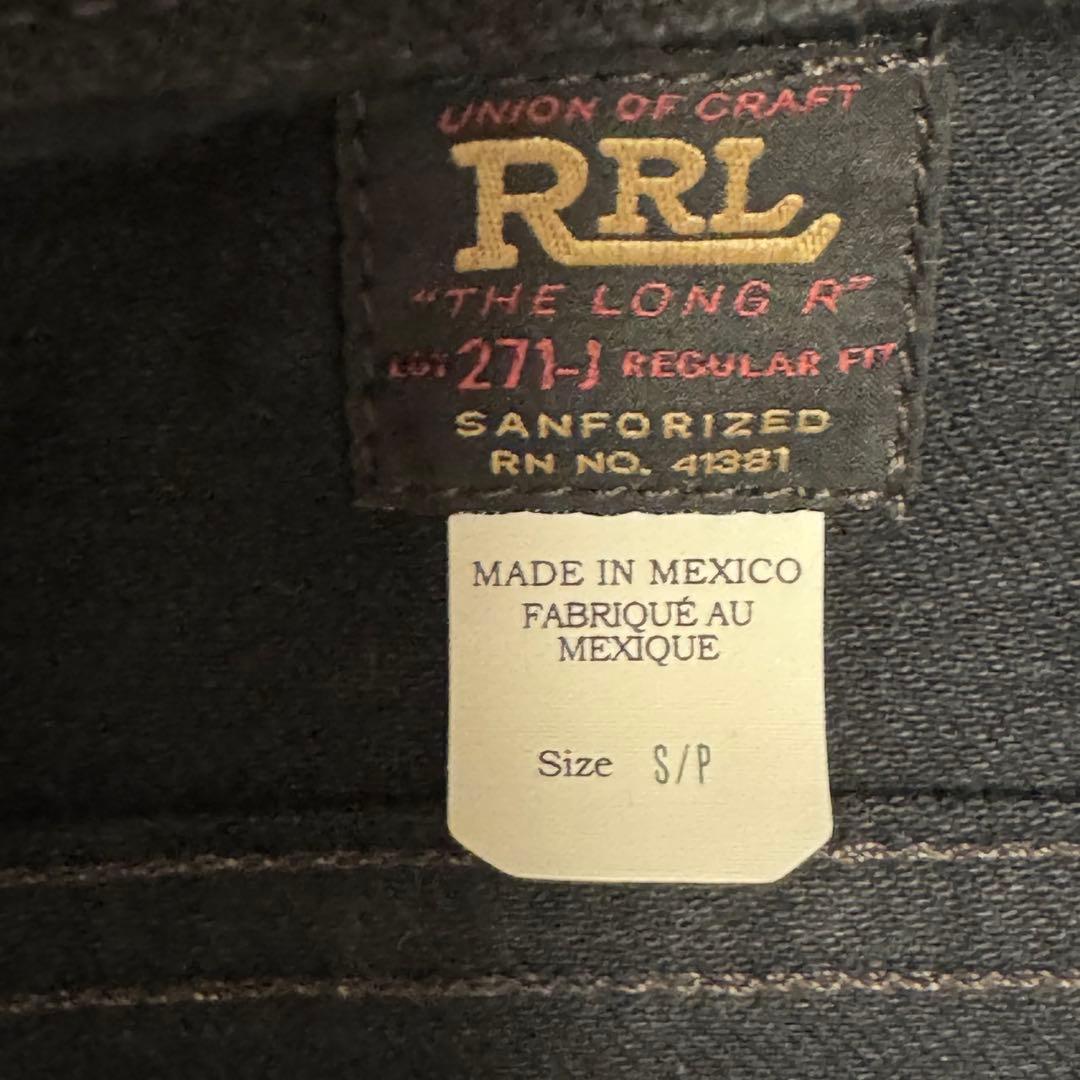 UNION OF CRAFT
RRL
"THE LONG R"
LOT 271-J REGULAR FIT
SANFORIZED
RN NO. 41381
MADE IN MEXICO
FABRIQUÉ AU
MEXIQUE
Size S/P